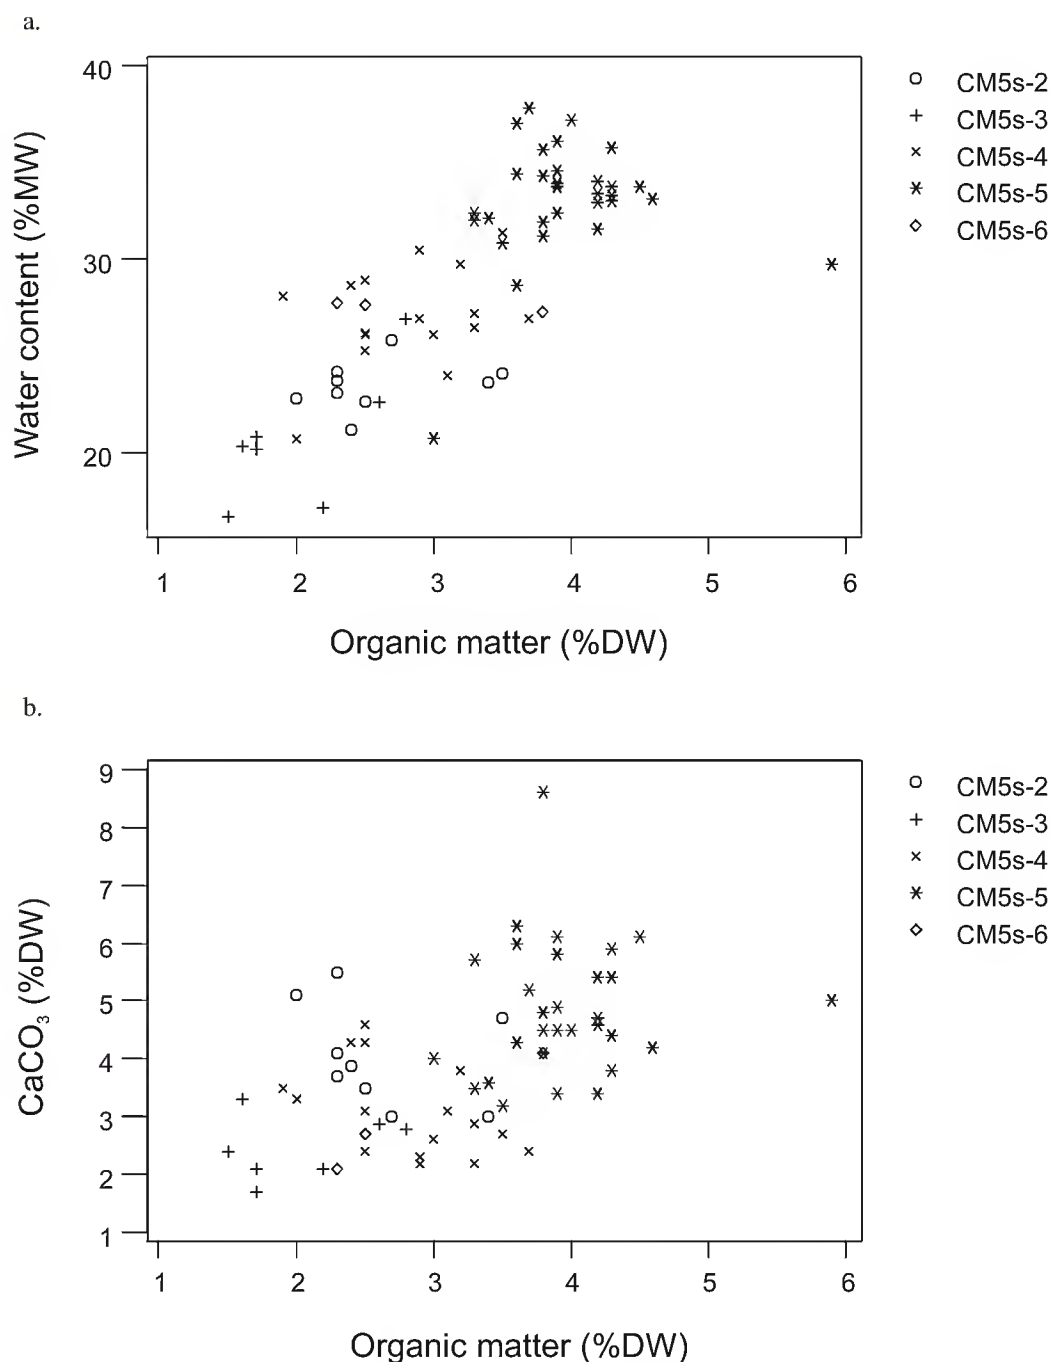 a.
40
30
20
Water content (%MW)
1 2 3 4 5 6
Organic matter (%DW)
CM5s-2
CM5s-3
CM5s-4
CM5s-5
CM5s-6
b.
9
8
7
6
5
4
3
2
1
CaCO₃ (%DW)
1 2 3 4 5 6
Organic matter (%DW)
CM5s-2
CM5s-3
CM5s-4
CM5s-5
CM5s-6